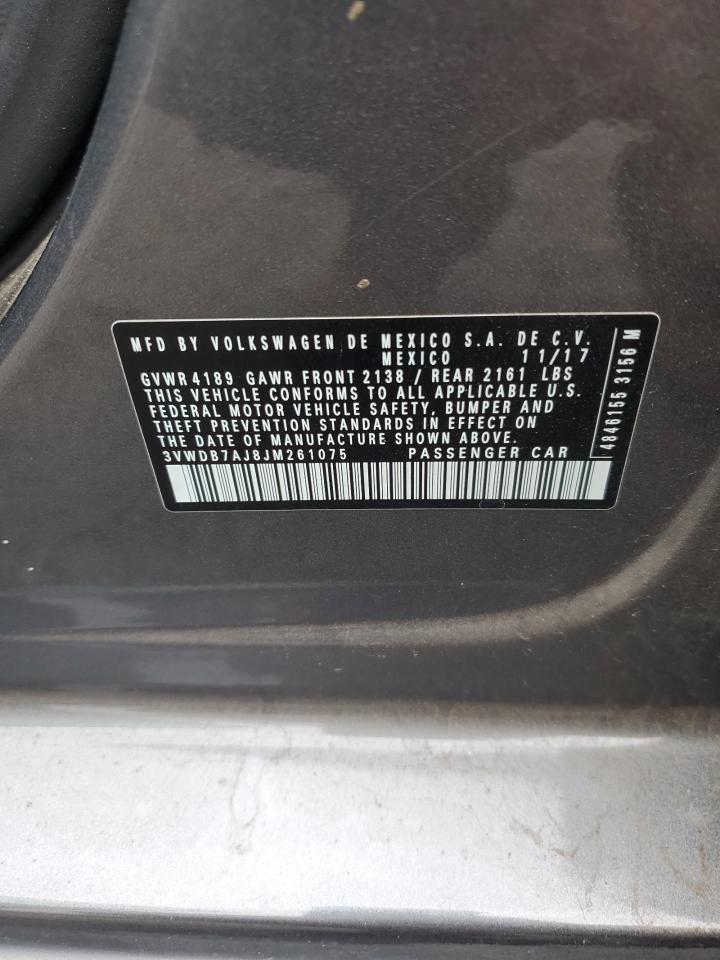 MFD BY VOLKSWAGEN DE MEXICO S.A. DE C.V.
MEXICO 11/17
GVWR 4189 GAWR FRONT 2138 / REAR 2161 LBS
THIS VEHICLE CONFORMS TO ALL APPLICABLE U.S.
FEDERAL MOTOR VEHICLE SAFETY, BUMPER AND
THEFT PREVENTION STANDARDS IN EFFECT ON
THE DATE OF MANUFACTURE SHOWN ABOVE.
3VWDB7AJ8JM261075 PASSENGER CAR
4846155 3156 M